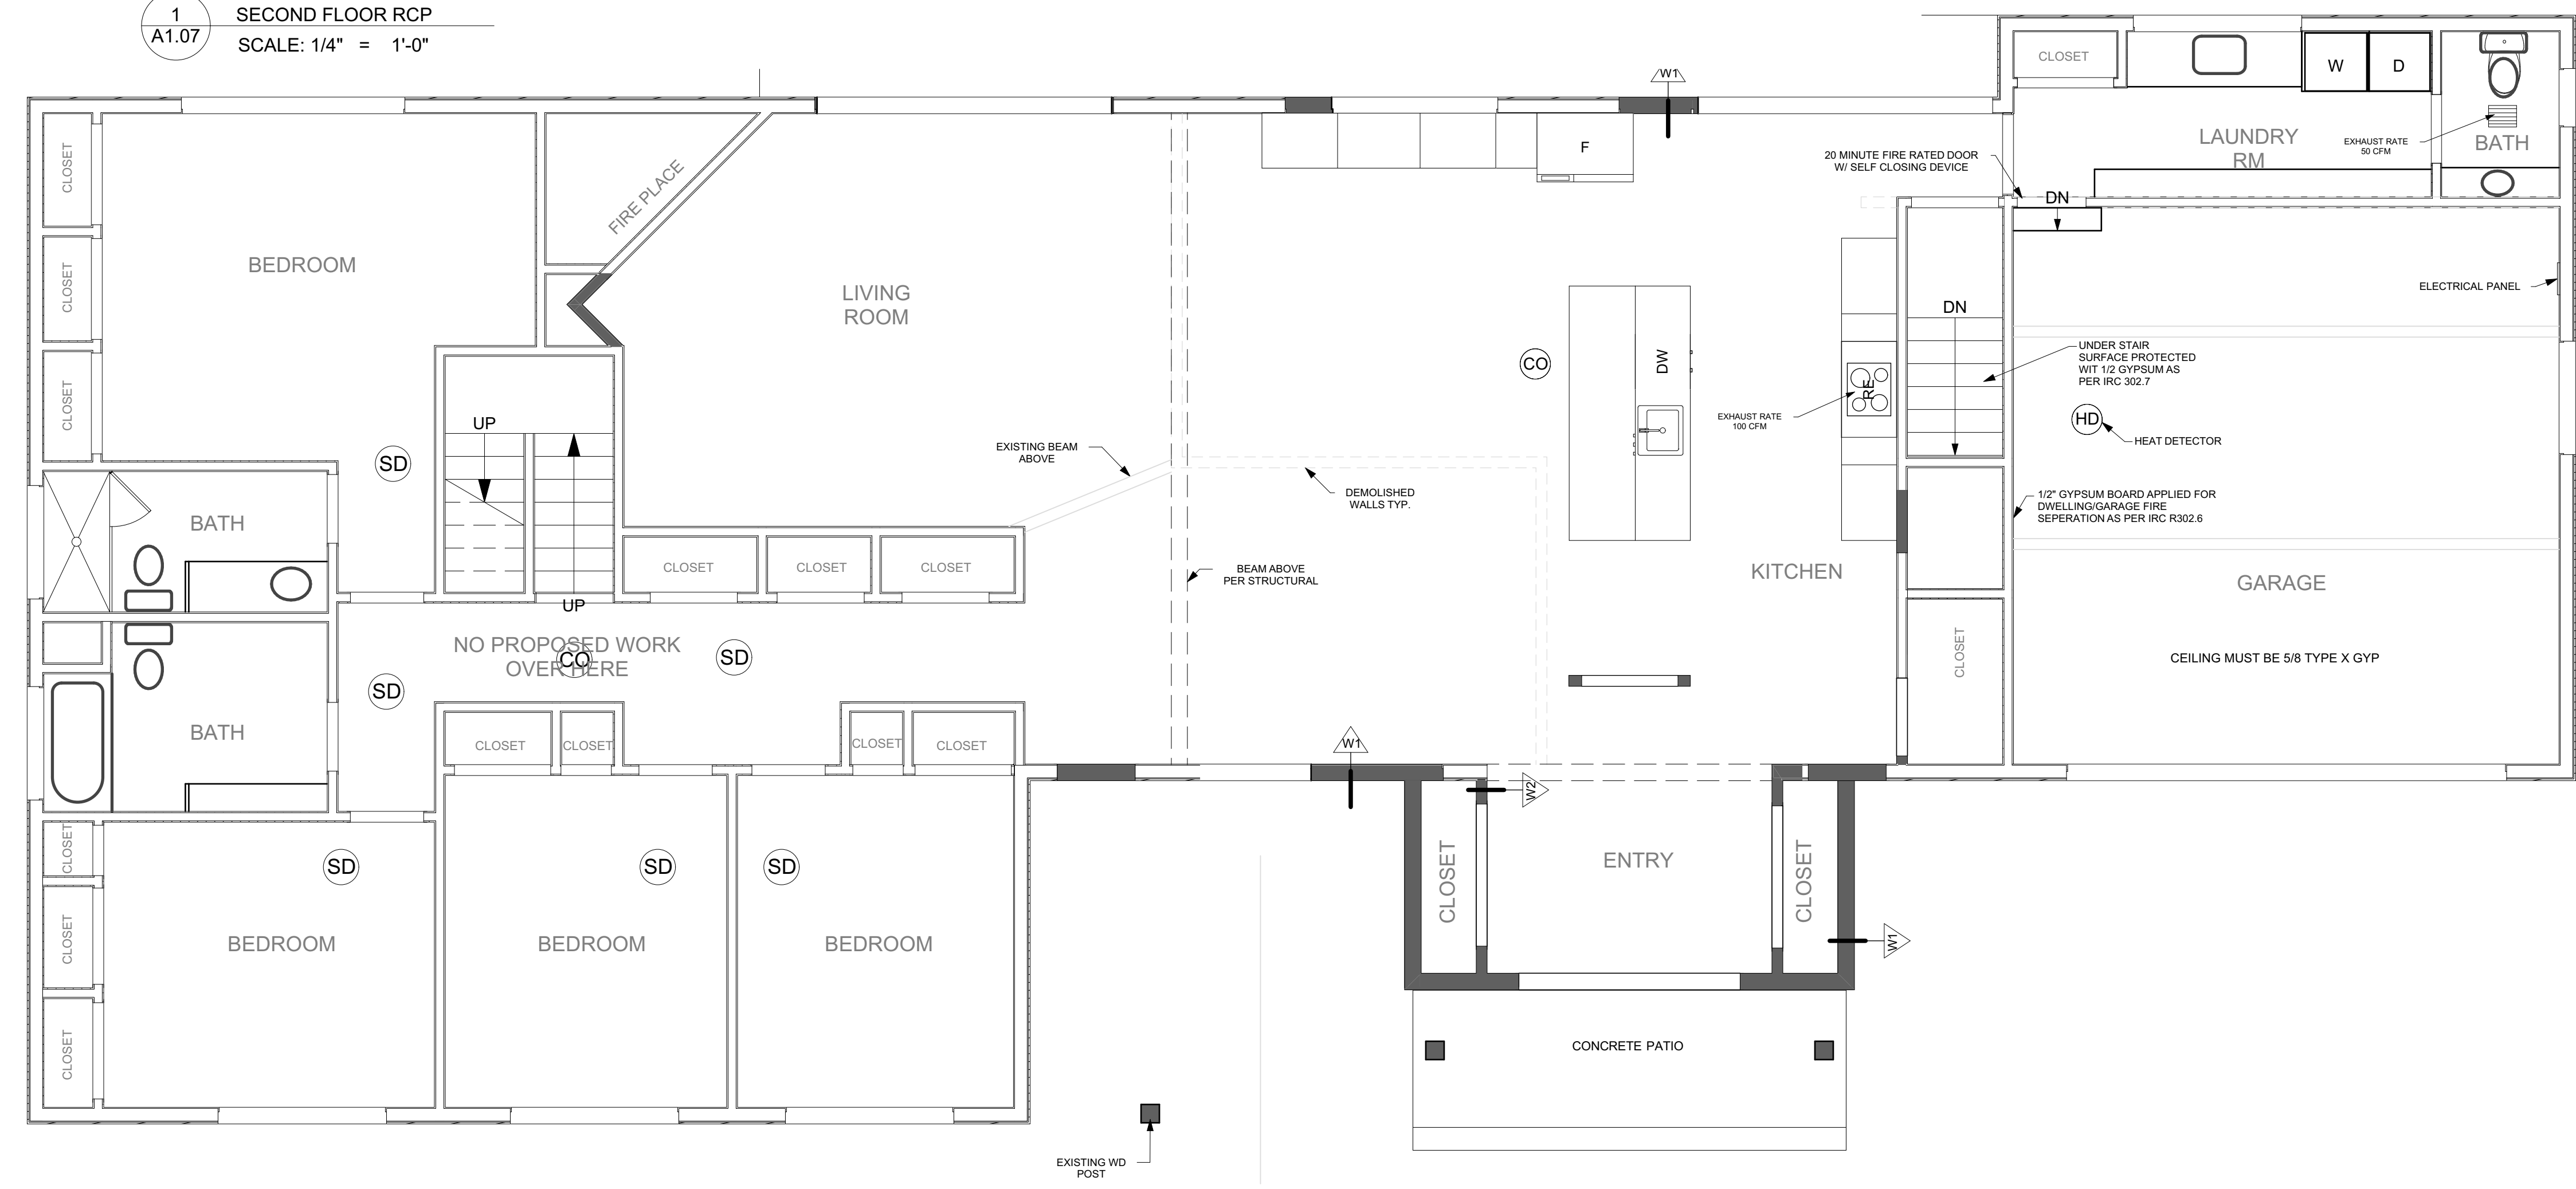 1
A1.07
SECOND FLOOR RCP
SCALE: 1/4" = 1'-0"
W1
CLOSET
W
D
LAUNDRY
RM
EXHAUST RATE
50 CFM
BATH
20 MINUTE FIRE RATED DOOR
W/ SELF CLOSING DEVICE
DN
F
CLOSET
CLOSET
CLOSET
BEDROOM
FIRE PLACE
LIVING
ROOM
CO
DW
RE
EXHAUST RATE
100 CFM
DN
ELECTRICAL PANEL
UNDER STAIR
SURFACE PROTECTED
WIT 1/2 GYPSUM AS
PER IRC 302.7
HD
HEAT DETECTOR
UP
SD
EXISTING BEAM
ABOVE
DEMOLISHED
WALLS TYP.
1/2" GYPSUM BOARD APPLIED FOR
DWELLING/GARAGE FIRE
SEPERATION AS PER IRC R302.6
BATH
CLOSET
CLOSET
CLOSET
BEAM ABOVE
PER STRUCTURAL
KITCHEN
GARAGE
UP
NO PROPOSED WORK
OVER HERE
CO
SD
SD
CLOSET
CEILING MUST BE 5/8 TYPE X GYP
BATH
CLOSET
CLOSET
CLOSET
CLOSET
W1
W2
CLOSET
CLOSET
CLOSET
SD
SD
SD
BEDROOM
BEDROOM
BEDROOM
CLOSET
ENTRY
CLOSET
W1
CONCRETE PATIO
EXISTING WD
POST